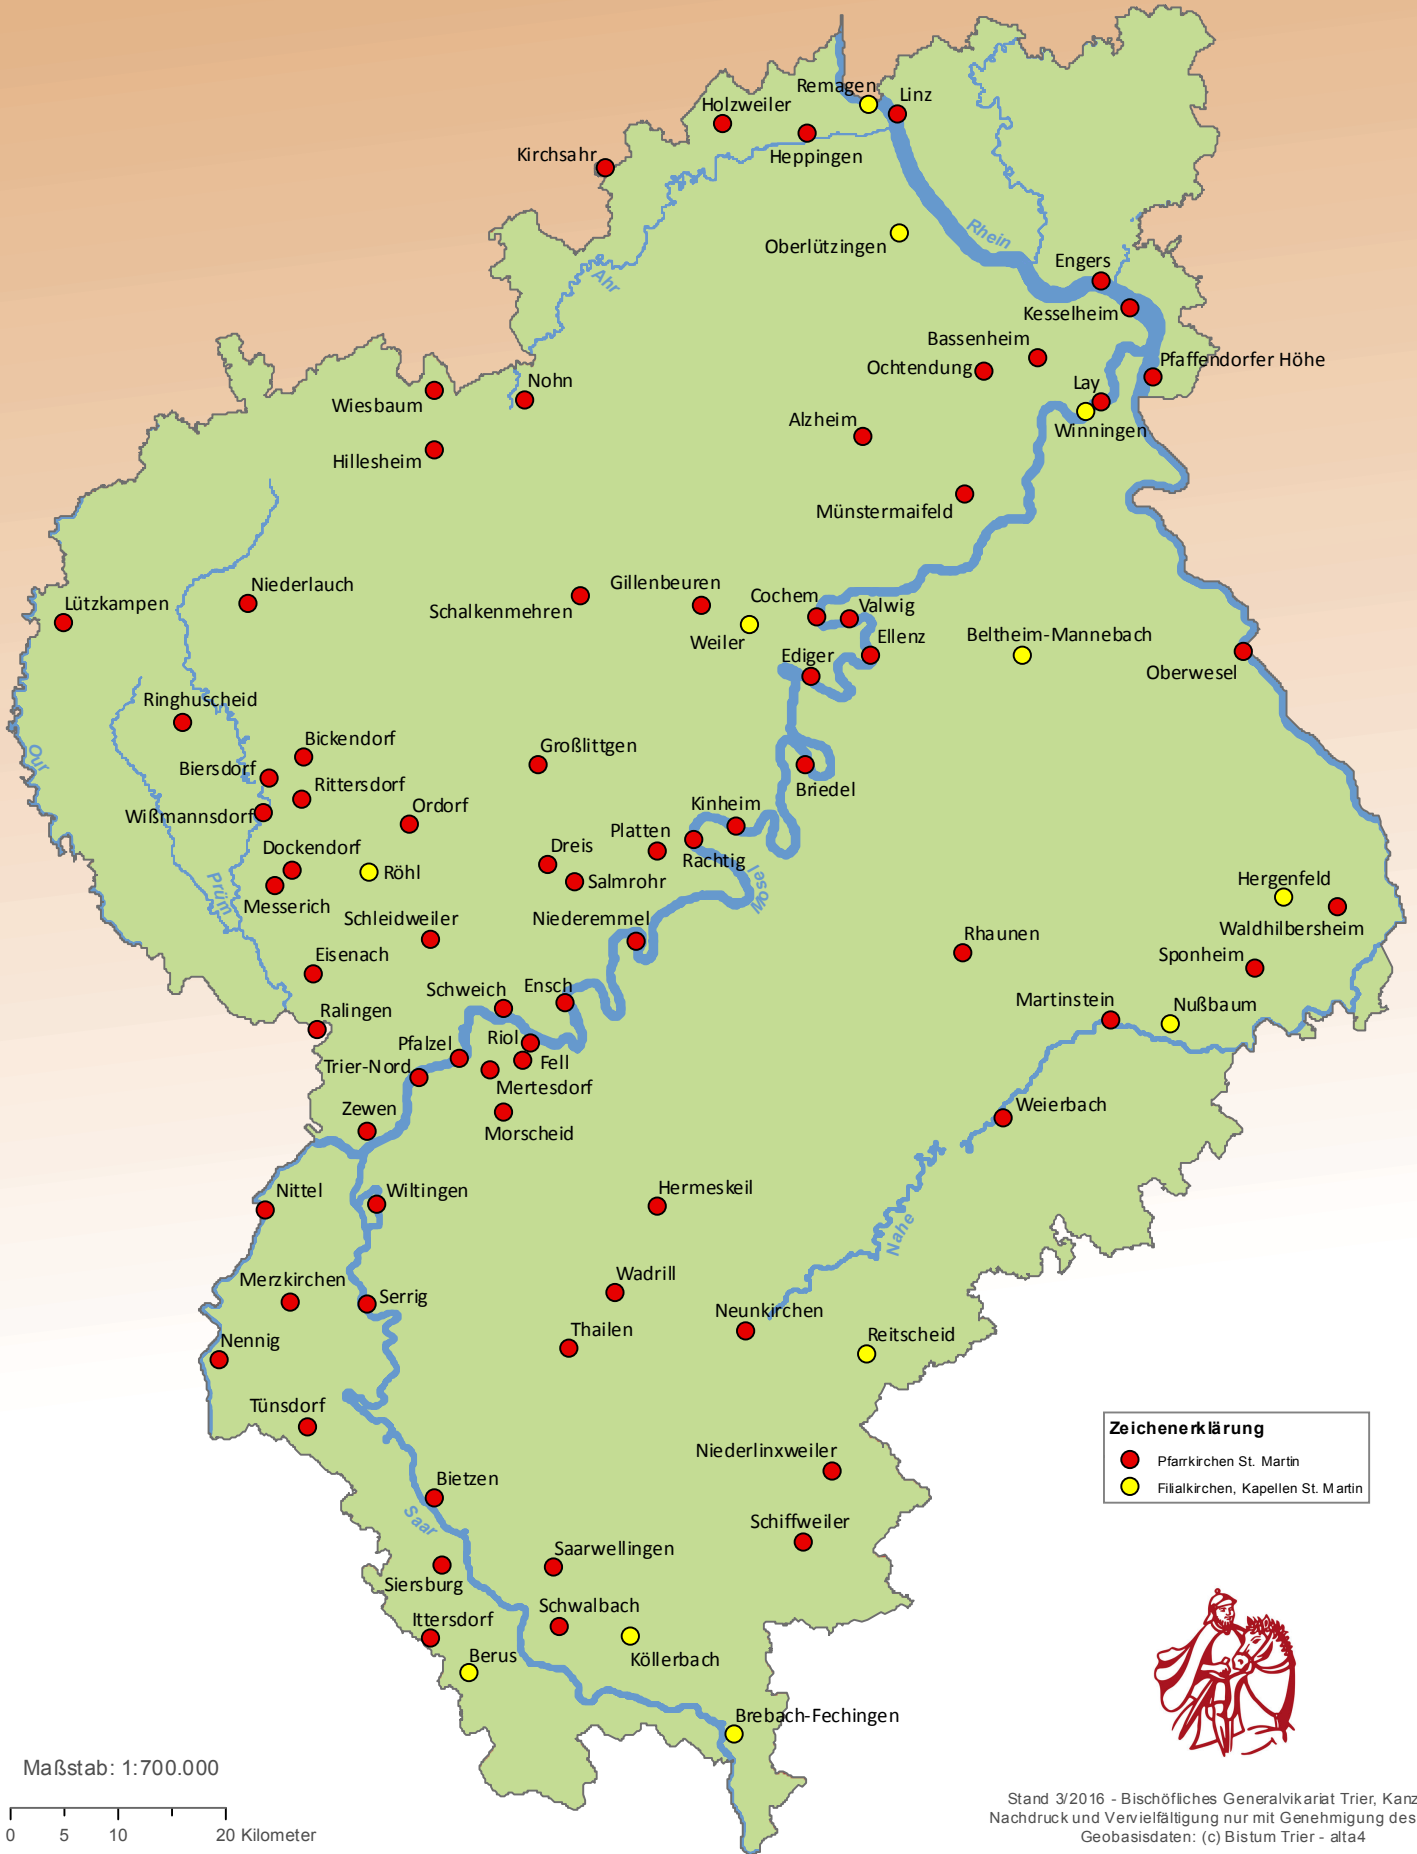 Remagen
Linz
Holzweiler
Heppingen
Kirchsahr
Oberlützingen
Rhein
Ahr
Engers
Kesselheim
Bassenheim
Ochtendung
Pfaffendorfer Höhe
Lay
Winningen
Nohn
Wiesbaum
Hillesheim
Alzheim
Münstermaifeld
Niederlauch
Lützkampen
Schalkenmehren
Gillenbeuren
Cochem
Valwig
Weiler
Ellenz
Ediger
Beltheim-Mannebach
Oberwesel
Ringhuscheid
Our
Bickendorf
Biersdorf
Großlittgen
Rittersdorf
Wißmannsdorf
Ordorf
Briedel
Kinheim
Platten
Rachtig
Dockendorf
Röhl
Dreis
Salmrohr
Mosel
Messerich
Prüm
Hergenfeld
Waldhilbersheim
Schleidweiler
Niederemmel
Rhaunen
Sponheim
Eisenach
Schweich
Ensch
Martinstein
Nußbaum
Ralingen
Pfalzel
Riol
Fell
Trier-Nord
Mertesdorf
Zewen
Morscheid
Weierbach
Nittel
Wiltingen
Hermeskeil
Nahe
Merzkirchen
Serrig
Wadrill
Neunkirchen
Thailen
Reitscheid
Nennig
Tünsdorf
Niederlinxweiler
Bietzen
Saar
Schiffweiler
Saarwellingen
Siersburg
Schwalbach
Ittersdorf
Köllerbach
Berus
Brebach-Fechingen
Zeichenerklärung
Pfarrkirchen St. Martin
Filialkirchen, Kapellen St. Martin
Maßstab: 1:700.000
0 5 10 20 Kilometer
Stand 3/2016 - Bischöfliches Generalvikariat Trier, Kanz
Nachdruck und Vervielfältigung nur mit Genehmigung des
Geobasisdaten: (c) Bistum Trier - alta4